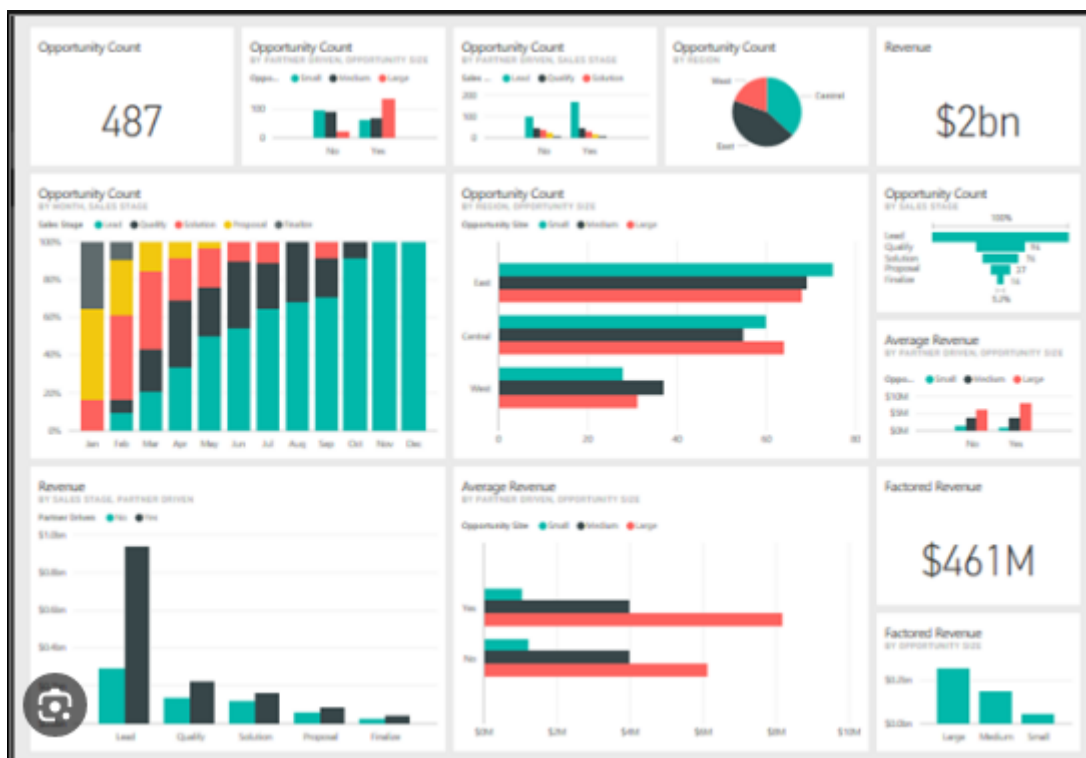 Opportunity Count
487
Opportunity Count
BY PARTNER DRIVEN, OPPORTUNITY SIZE
Oppo... Small Medium Large
100
0
No Yes
Opportunity Count
BY PARTNER DRIVEN, SALES STAGE
Sales ... Lead Qualify Solution
200
100
0
No Yes
Opportunity Count
BY REGION
West
Central
East
Revenue
$2bn
Opportunity Count
BY MONTH, SALES STAGE
Sales Stage Lead Qualify Solution Proposal Finalize
100%
80%
60%
40%
20%
0%
Jan Feb Mar Apr May Jun Jul Aug Sep Oct Nov Dec
Opportunity Count
BY REGION, OPPORTUNITY SIZE
Opportunity Size Small Medium Large
East
Central
West
0 20 40 60 80
Opportunity Count
BY SALES STAGE
100%
Lead
Qualify
Solution
Proposal 37
Finalize
5.2%
Average Revenue
BY PARTNER DRIVEN, OPPORTUNITY SIZE
Oppo... Small Medium Large
$10M
$5M
$0M
No Yes
Revenue
BY SALES STAGE, PARTNER DRIVEN
Partner Driven No Yes
$1.0bn
$0.8bn
$0.6bn
$0.4bn
Lead Qualify Solution Proposal Finalize
Average Revenue
BY PARTNER DRIVEN, OPPORTUNITY SIZE
Opportunity Size Small Medium Large
Yes
No
$0M $2M $4M $6M $8M $10M
Factored Revenue
$461M
Factored Revenue
BY OPPORTUNITY SIZE
$0.2bn
$0.0bn
Large Medium Small